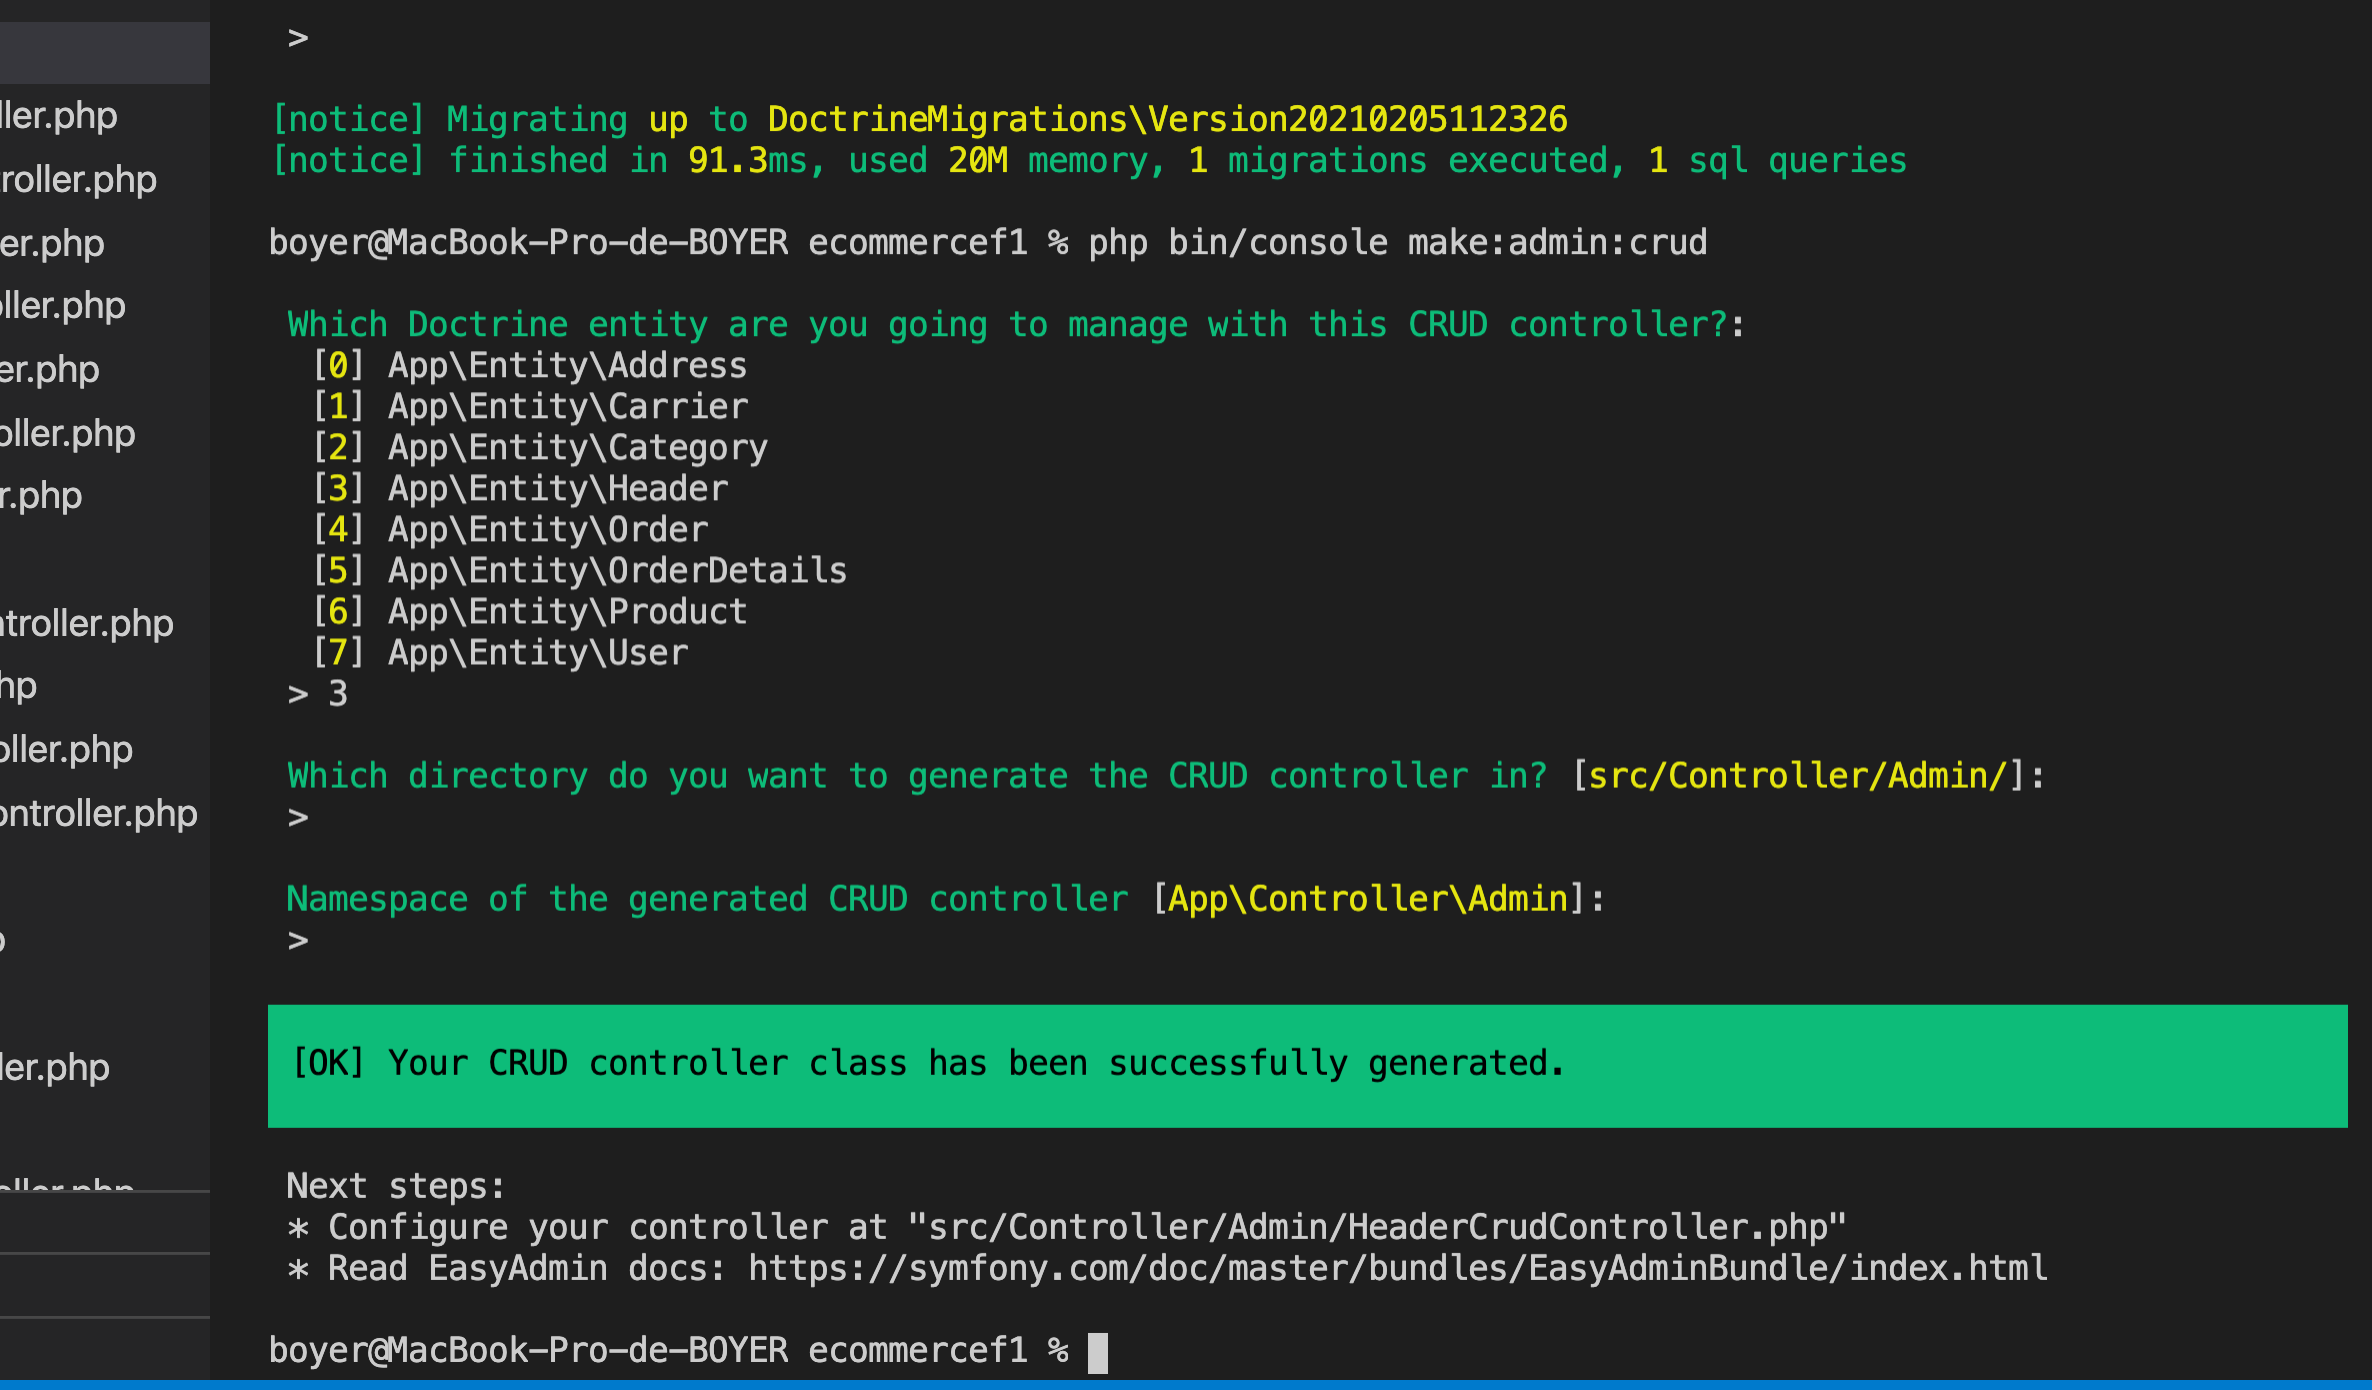 >
[notice] Migrating up to DoctrineMigrations\Version20210205112326
[notice] finished in 91.3ms, used 20M memory, 1 migrations executed, 1 sql queries
boyer@MacBook-Pro-de-BOYER ecommercef1 % php bin/console make:admin:crud
Which Doctrine entity are you going to manage with this CRUD controller?:
[0] App\Entity\Address
[1] App\Entity\Carrier
[2] App\Entity\Category
[3] App\Entity\Header
[4] App\Entity\Order
[5] App\Entity\OrderDetails
[6] App\Entity\Product
[7] App\Entity\User
> 3
Which directory do you want to generate the CRUD controller in? [src/Controller/Admin/]:
>
Namespace of the generated CRUD controller [App\Controller\Admin]:
>
[OK] Your CRUD controller class has been successfully generated.
Next steps:
* Configure your controller at "src/Controller/Admin/HeaderCrudController.php"
* Read EasyAdmin docs: https://symfony.com/doc/master/bundles/EasyAdminBundle/index.html
boyer@MacBook-Pro-de-BOYER ecommercef1 %
ller.php
roller.php
er.php
oller.php
er.php
oller.php
r.php
ntroller.php
hp
oller.php
ontroller.php
ler.php